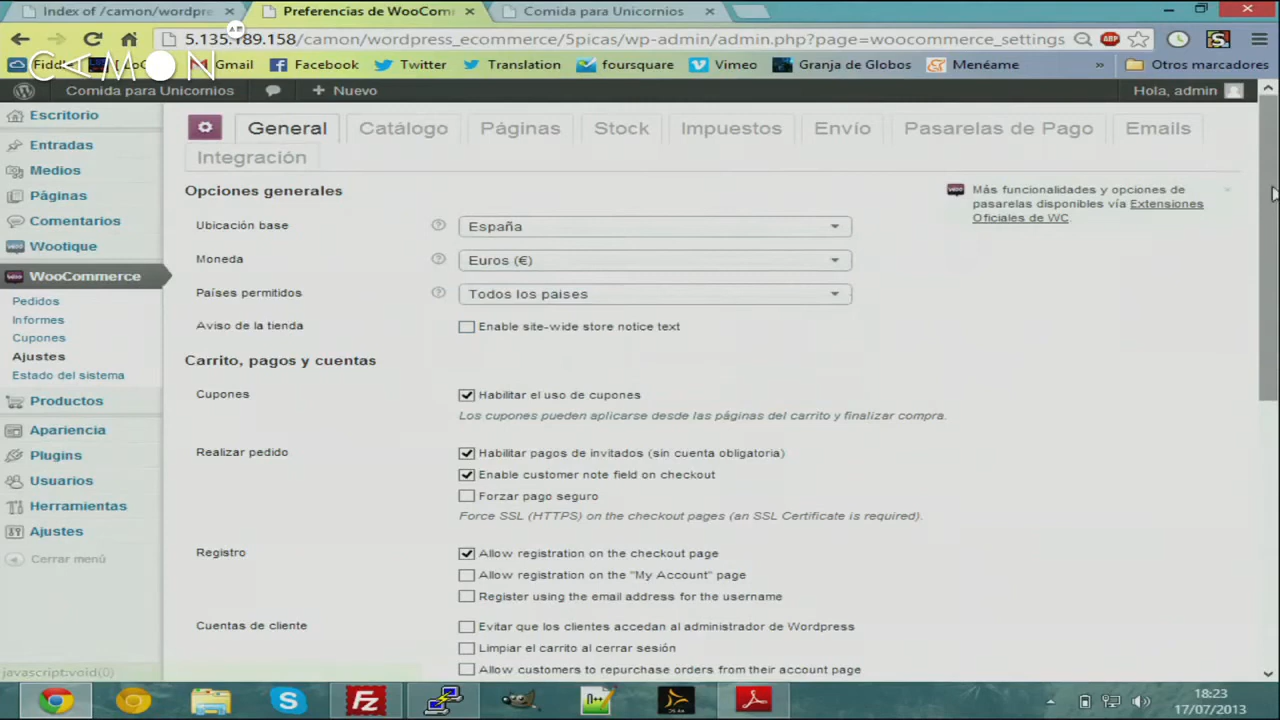 Index of /camon/wordpre
Preferencias de WooComm
Comida para Unicornios
5.135.189.158/camon/wordpress_ecommerce/5picas/wp-admin/admin.php?page=woocommerce_settings
CAMON
Gmail
Facebook
Twitter
Translation
foursquare
Vimeo
Granja de Globos
Menéame
»
Otros marcadores
Comida para Unicornios
+ Nuevo
Hola, admin
Escritorio
Entradas
Medios
Páginas
Comentarios
Wootique
WooCommerce
Pedidos
Informes
Cupones
Ajustes
Estado del sistema
Productos
Apariencia
Plugins
Usuarios
Herramientas
Ajustes
Cerrar menú
General
Catálogo
Páginas
Stock
Impuestos
Envío
Pasarelas de Pago
Emails
Integración
Opciones generales
Más funcionalidades y opciones de
pasarelas disponibles vía Extensiones
Oficiales de WC.
Ubicación base
España
Moneda
Euros (€)
Países permitidos
Todos los paises
Aviso de la tienda
Enable site-wide store notice text
Carrito, pagos y cuentas
Cupones
Habilitar el uso de cupones
Los cupones pueden aplicarse desde las páginas del carrito y finalizar compra.
Realizar pedido
Habilitar pagos de invitados (sin cuenta obligatoria)
Enable customer note field on checkout
Forzar pago seguro
Force SSL (HTTPS) on the checkout pages (an SSL Certificate is required).
Registro
Allow registration on the checkout page
Allow registration on the "My Account" page
Register using the email address for the username
Cuentas de cliente
Evitar que los clientes accedan al administrador de Wordpress
Limpiar el carrito al cerrar sesión
Allow customers to repurchase orders from their account page
javascript:void(0)
18:23
17/07/2013